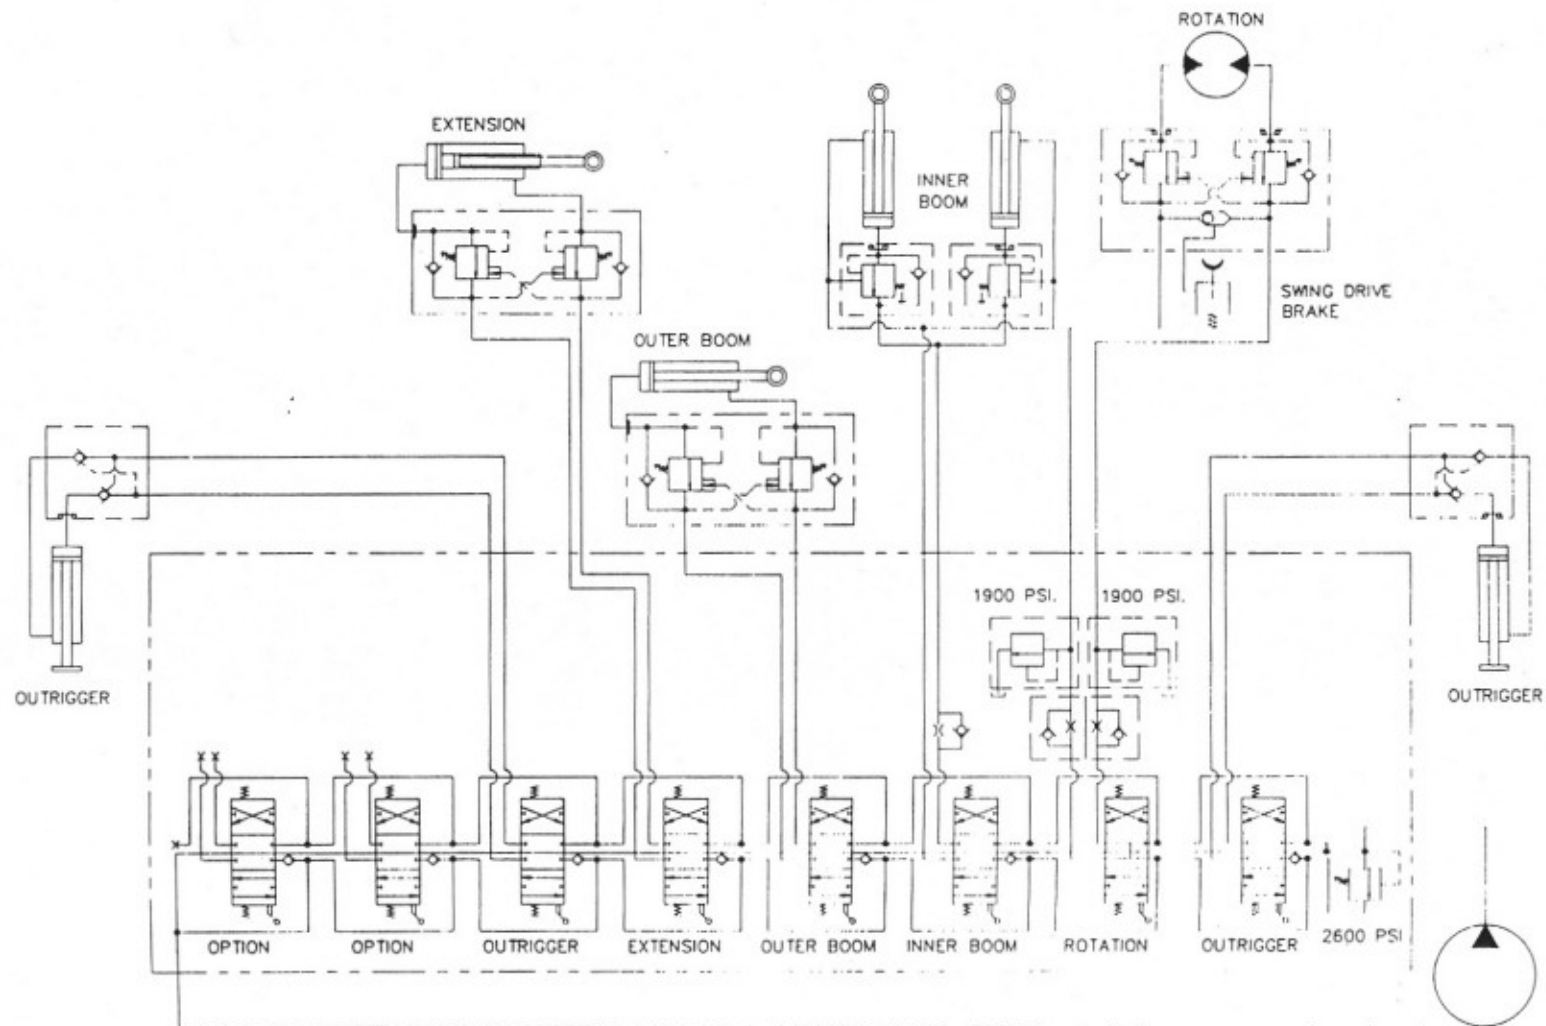 ROTATION
EXTENSION
INNER
BOOM
SWING DRIVE
BRAKE
OUTER BOOM
1900 PSI.
1900 PSI.
OUTRIGGER
OUTRIGGER
OPTION
OPTION
OUTRIGGER
EXTENSION
OUTER BOOM
INNER BOOM
ROTATION
OUTRIGGER
2600 PSI